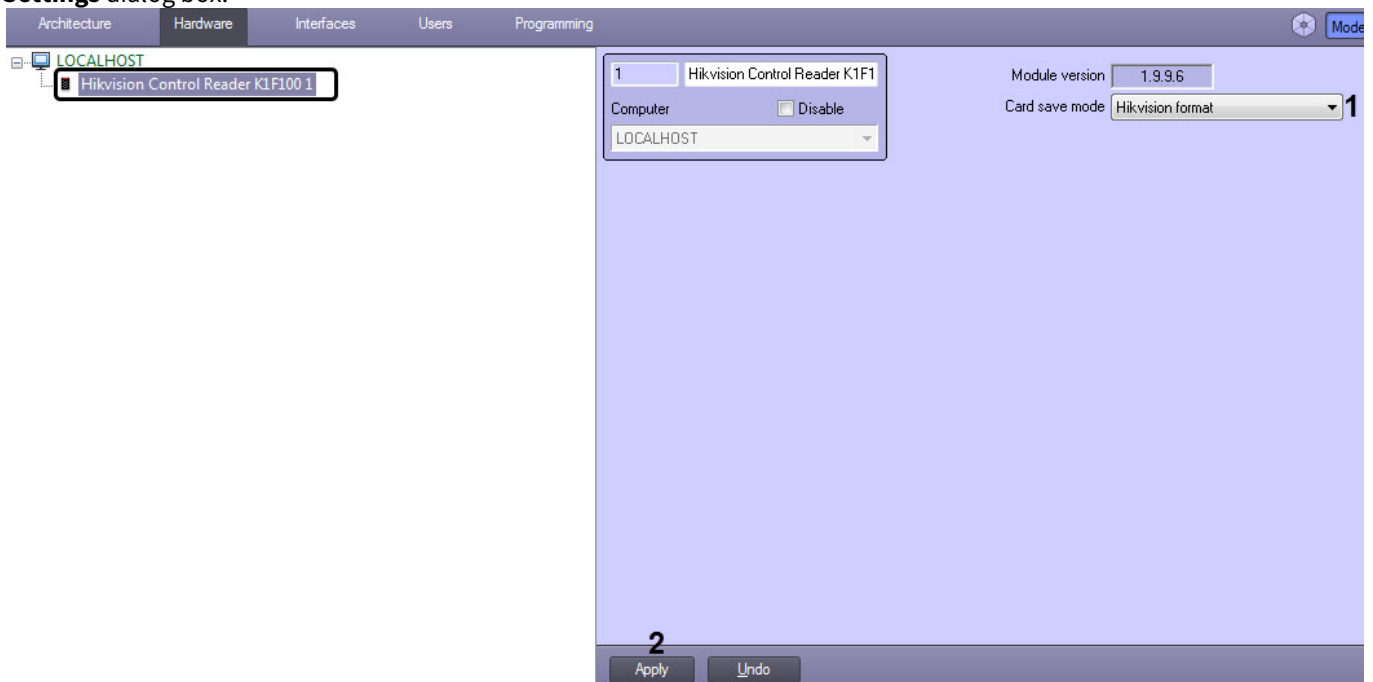 Settings dialog box.
Architecture Hardware Interfaces Users Programming Mode
LOCALHOST
Hikvision Control Reader K1F100 1
1 Hikvision Control Reader K1F1
Computer Disable
LOCALHOST
Module version 1.9.9.6
Card save mode Hikvision format 1
2
Apply Undo